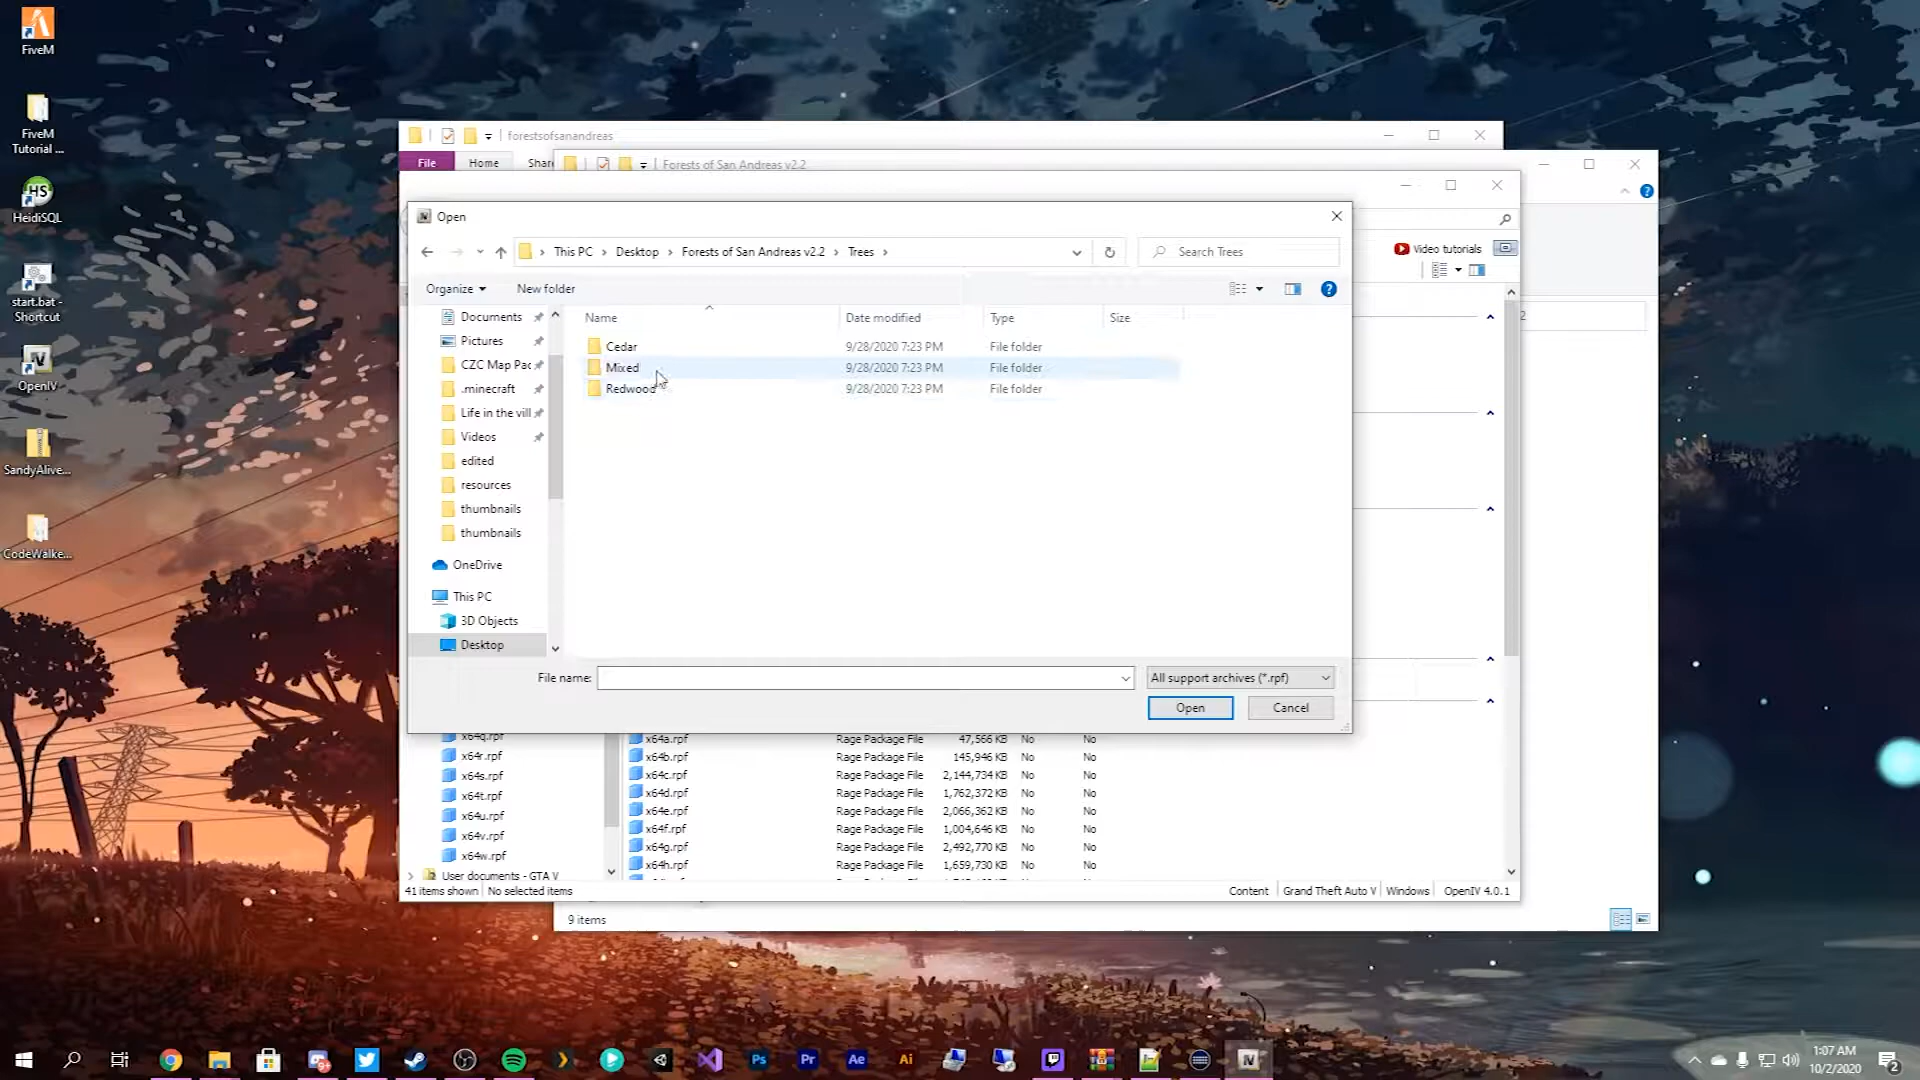 FiveM
FiveM
Tutorial ...
HeidiSQL
start.bat -
Shortcut
OpenIV
SandyAlive...
CodeWalke...
forestsofsanandreas
File
Home
Shar
Forests of San Andreas v2.2
Open
This PC > Desktop > Forests of San Andreas v2.2 > Trees >
Search Trees
Video tutorials
Organize
New folder
Name
Date modified
Type
Size
Cedar
9/28/2020 7:23 PM
File folder
Mixed
9/28/2020 7:23 PM
File folder
Redwood
9/28/2020 7:23 PM
File folder
Documents
Pictures
CZC Map Pac
.minecraft
Life in the vill
Videos
edited
resources
thumbnails
thumbnails
OneDrive
This PC
3D Objects
Desktop
File name:
All support archives (*.rpf)
Open
Cancel
2
x64q.rpf
x64r.rpf
x64s.rpf
x64t.rpf
x64u.rpf
x64v.rpf
x64w.rpf
User documents - GTA V
x64a.rpf Rage Package File 47,566 KB No No
x64b.rpf Rage Package File 145,946 KB No No
x64c.rpf Rage Package File 2,144,734 KB No No
x64d.rpf Rage Package File 1,762,372 KB No No
x64e.rpf Rage Package File 2,066,362 KB No No
x64f.rpf Rage Package File 1,004,646 KB No No
x64g.rpf Rage Package File 2,492,770 KB No No
x64h.rpf Rage Package File 1,659,730 KB No No
41 items shown
No selected items
Content
Grand Theft Auto V
Windows
OpenIV 4.0.1
9 items
Ps
Pr
Ae
Ai
1:07 AM
10/2/2020
2